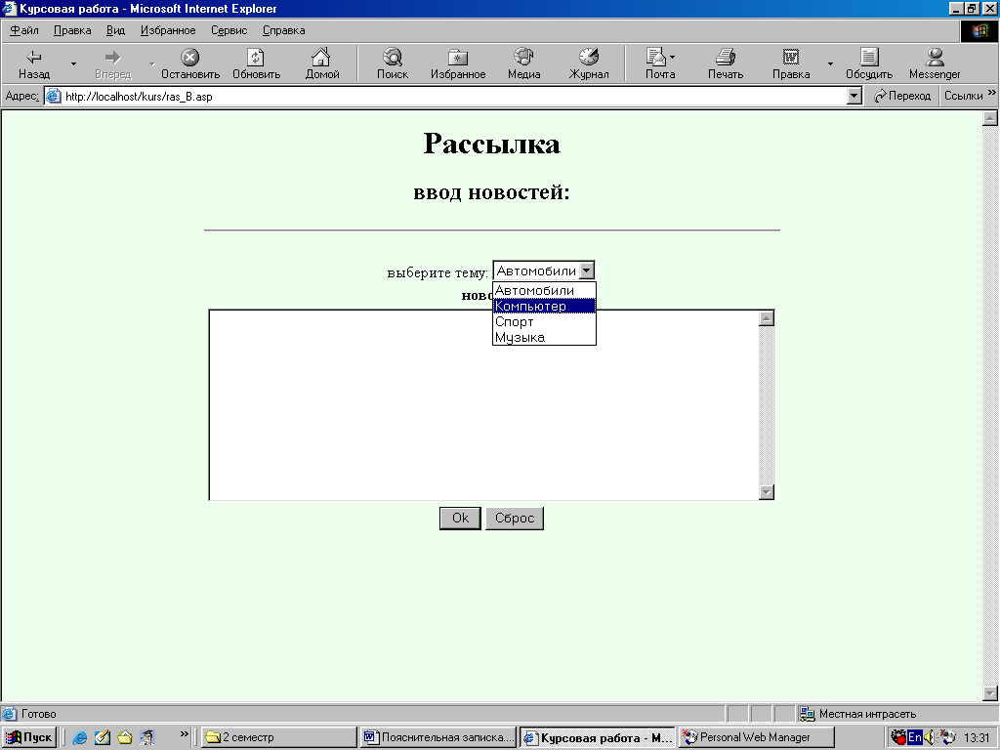 Курсовая работа - Microsoft Internet Explorer
Файл Правка Вид Избранное Сервис Справка
Назад Вперед Остановить Обновить Домой Поиск Избранное Медиа Журнал Почта Печать Правка Обсудить Messenger
Адрес: http://localhost/kurs/ras_B.asp Переход Ссылки »
Рассылка
ввод новостей:
выберите тему: Автомобили
Автомобили
Компьютер
Спорт
Музыка
Ok Сброс
Готово Местная интрасеть
Пуск » 2 семестр Пояснительная записка.... Курсовая работа - М... Personal Web Manager En 13:31